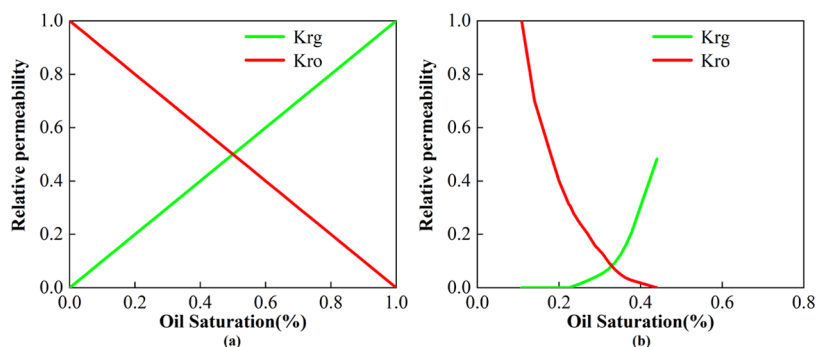 1.0
0.8
0.6
0.4
0.2
0.0
Relative permeability
Krg
Kro
0.0 0.2 0.4 0.6 0.8 1.0
Oil Saturation(%)
(a)
1.0
0.8
0.6
0.4
0.2
0.0
Relative permeability
Krg
Kro
0.0 0.2 0.4 0.6 0.8
Oil Saturation(%)
(b)